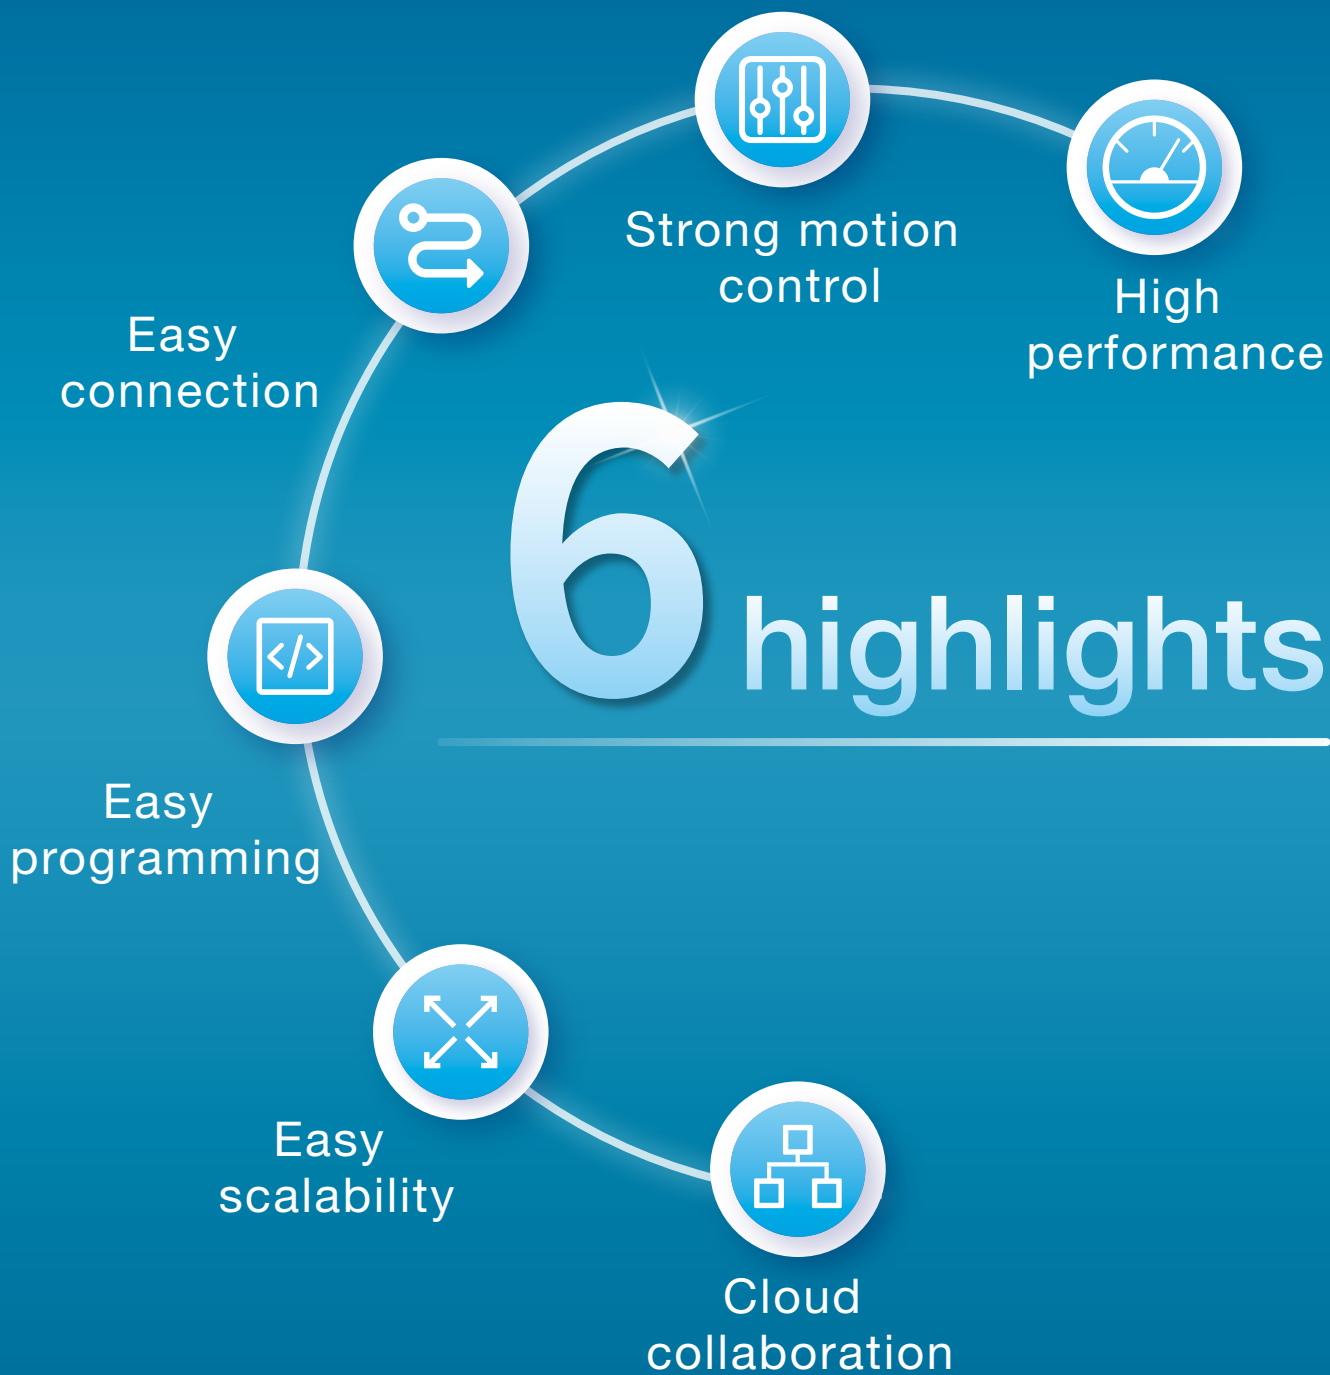 Strong motion
control
High
performance
Easy
connection
6 highlights
Easy
programming
Easy
scalability
Cloud
collaboration